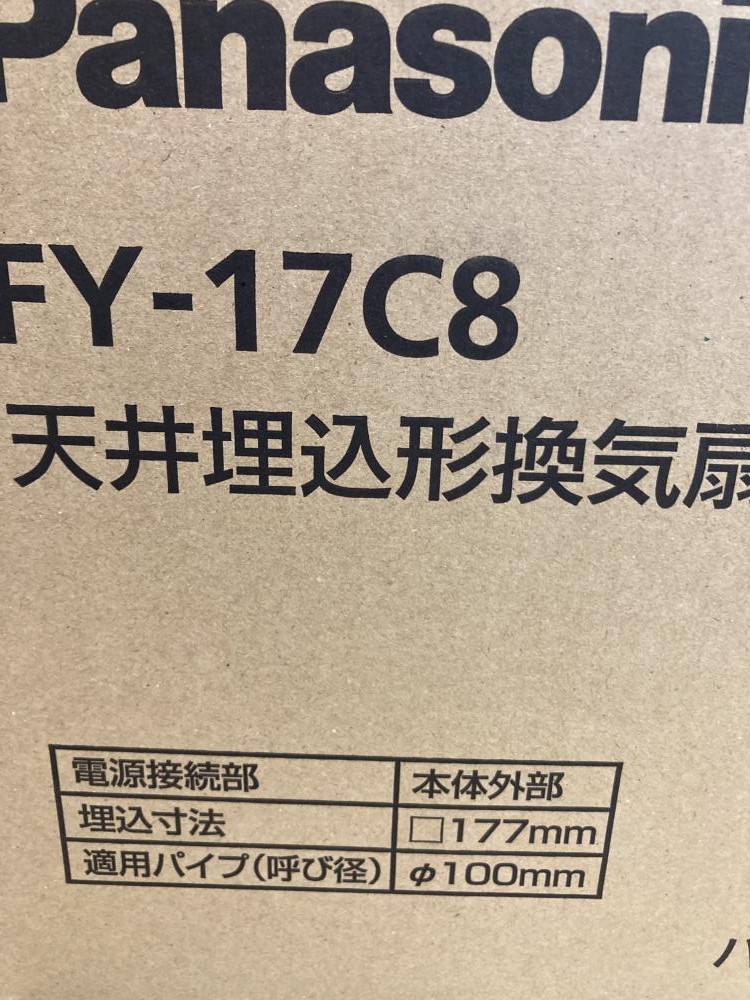 Panasoni
FY-17C8
天井埋込形換気扇
電源接続部 本体外部
埋込寸法 □177mm
適用パイプ(呼び径) φ100mm